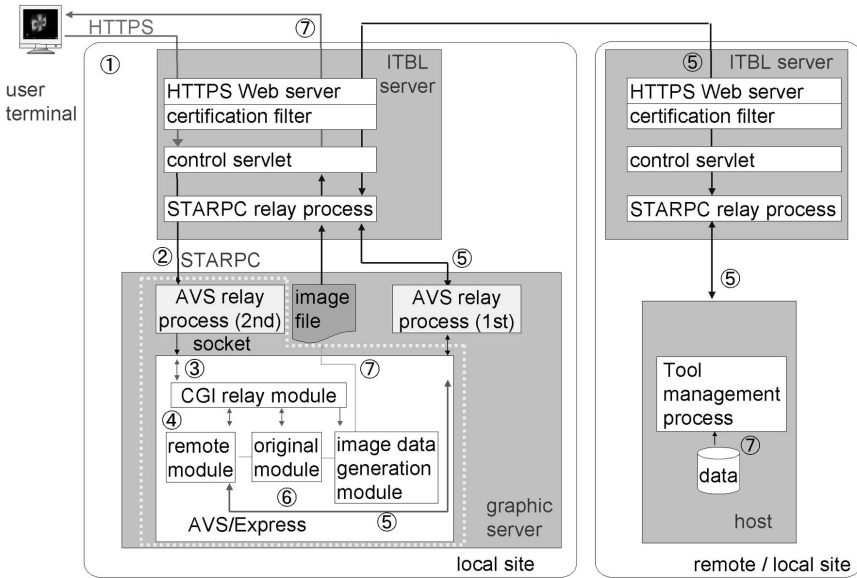 HTTPS
⑦
①
user
terminal
ITBL
server
HTTPS Web server
certification filter
control servlet
STARPC relay process
②
STARPC
⑤
AVS relay
process (2nd)
socket
image
file
AVS relay
process (1st)
③
⑦
CGI relay module
④
remote
module
original
module
image data
generation
module
⑥
⑤
AVS/Express
graphic
server
local site
⑤
ITBL server
HTTPS Web server
certification filter
control servlet
STARPC relay process
⑤
Tool
management
process
⑦
data
host
remote / local site